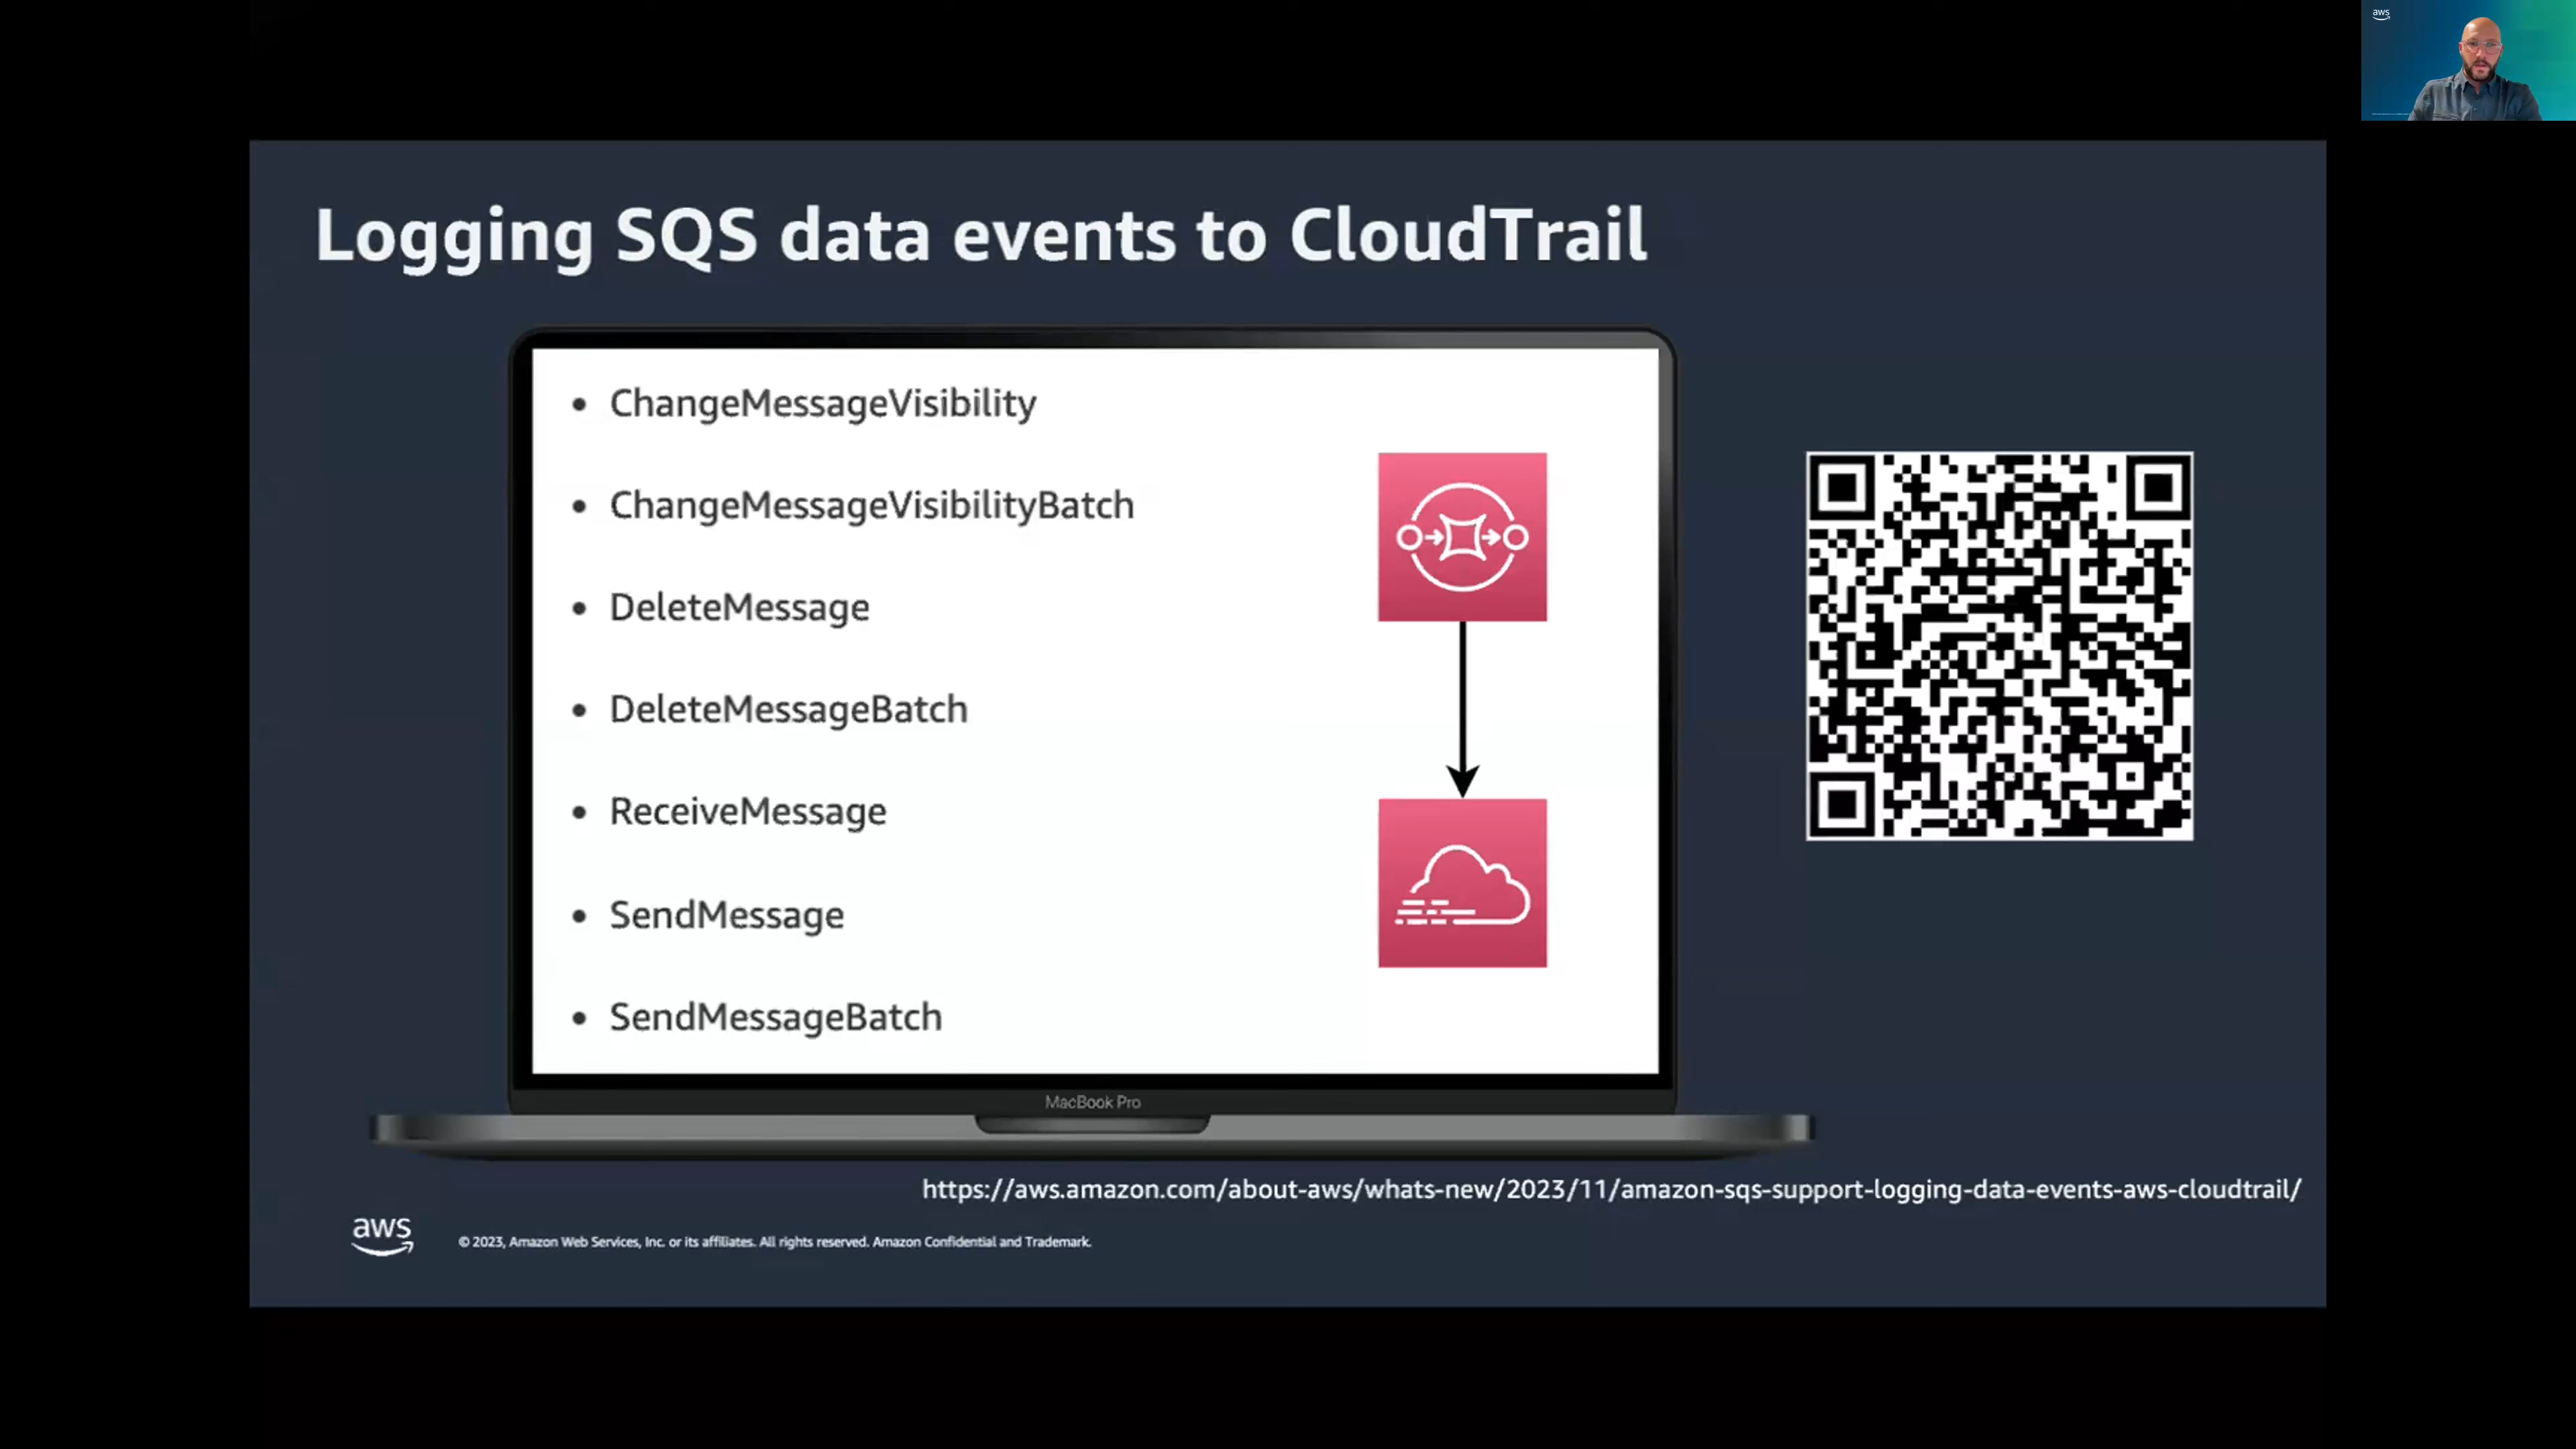 aws
Logging SQS data events to CloudTrail
• ChangeMessageVisibility
• ChangeMessageVisibilityBatch
• DeleteMessage
• DeleteMessageBatch
• ReceiveMessage
• SendMessage
• SendMessageBatch
MacBook Pro
https://aws.amazon.com/about-aws/whats-new/2023/11/amazon-sqs-support-logging-data-events-aws-cloudtrail/
aws
© 2023, Amazon Web Services, Inc. or its affiliates. All rights reserved. Amazon Confidential and Trademark.